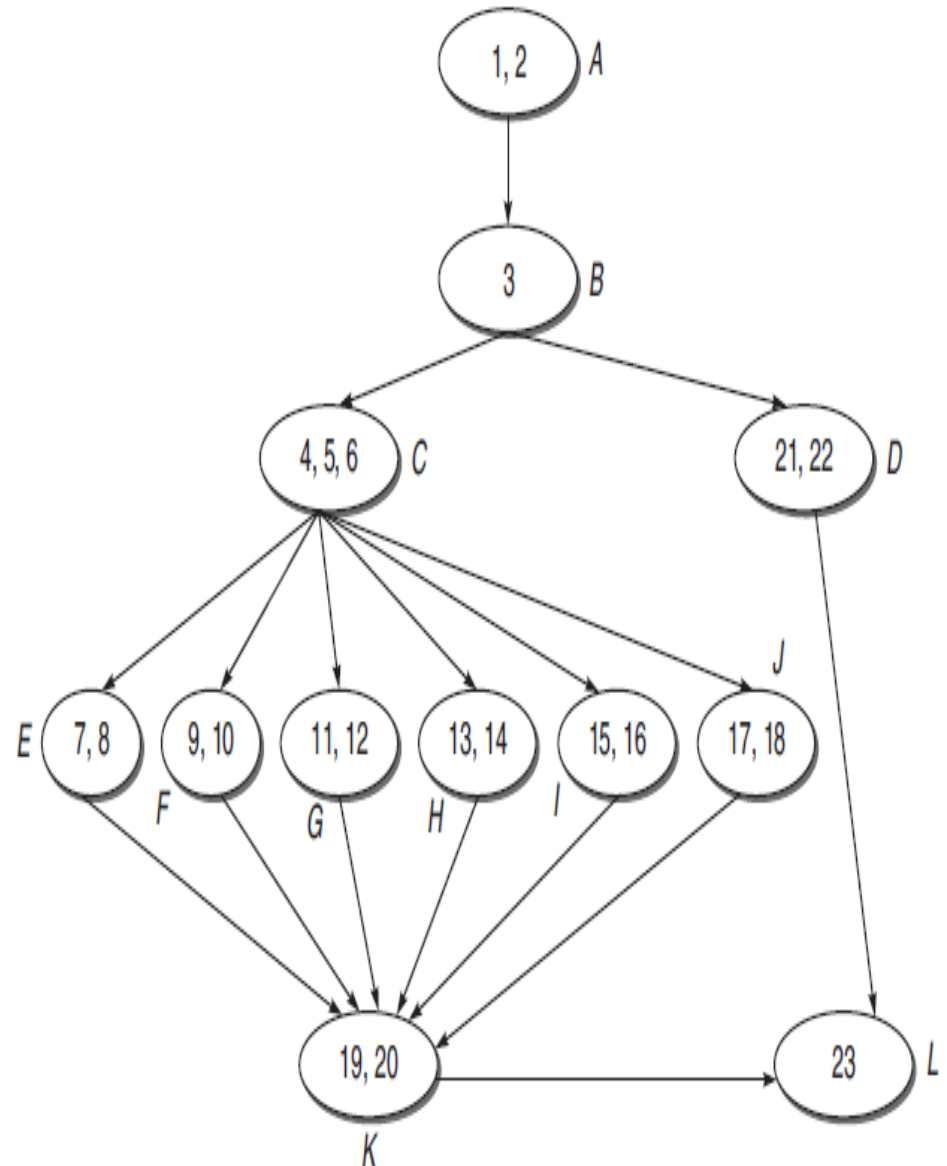 1, 2 A
3 B
4, 5, 6 C
21, 22 D
J
E 7, 8
9, 10
11, 12
13, 14
15, 16
17, 18
F
G
H
I
19, 20
23 L
K